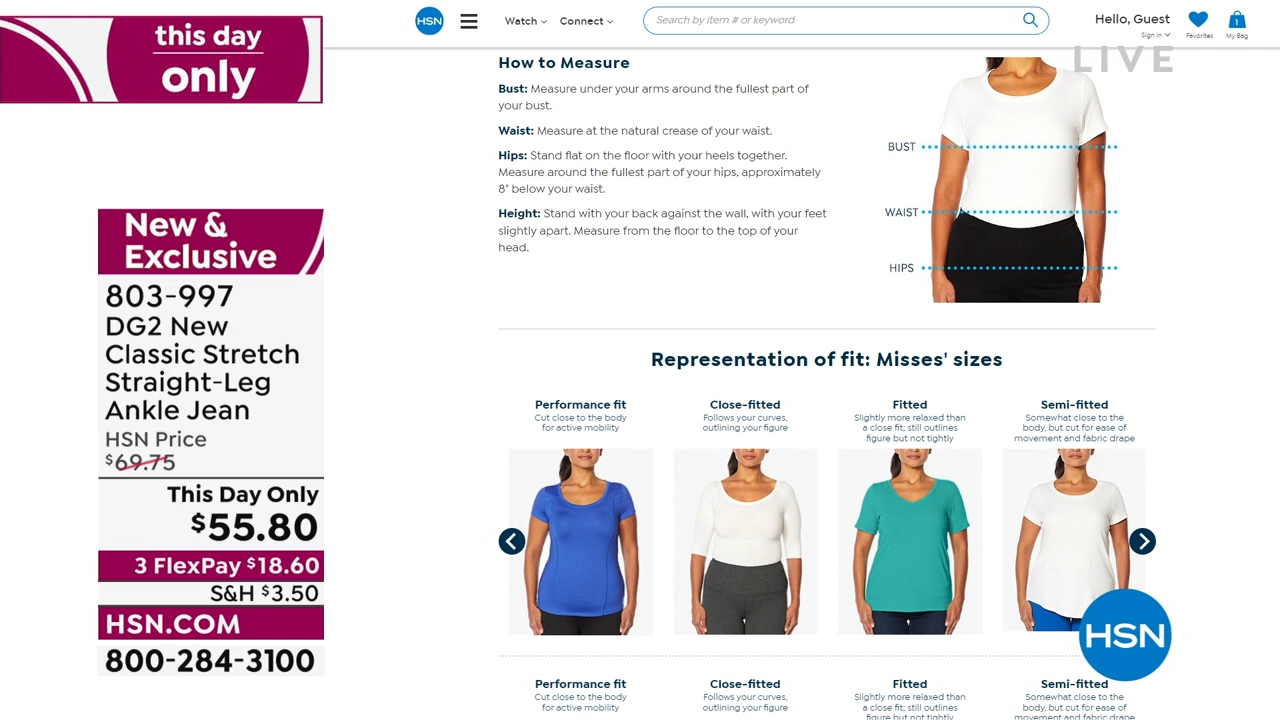 this day
only
New &
Exclusive
803-997
DG2 New
Classic Stretch
Straight-Leg
Ankle Jean
HSN Price
$69.75
This Day Only
$55.80
3 FlexPay $18.60
S&H $3.50
HSN.COM
800-284-3100
HSN
Watch
Connect
Search by item # or keyword
Hello, Guest
Sign in
Favorites
1
My Bag
LIVE
How to Measure
Bust: Measure under your arms around the fullest part of
your bust.
Waist: Measure at the natural crease of your waist.
Hips: Stand flat on the floor with your heels together.
Measure around the fullest part of your hips, approximately
8" below your waist.
Height: Stand with your back against the wall, with your feet
slightly apart. Measure from the floor to the top of your
head.
BUST
WAIST
HIPS
Representation of fit: Misses' sizes
Performance fit
Cut close to the body
for active mobility
Close-fitted
Follows your curves,
outlining your figure
Fitted
Slightly more relaxed than
a close fit; still outlines
figure but not tightly
Semi-fitted
Somewhat close to the
body, but cut for ease of
movement and fabric drape
HSN
Performance fit
Cut close to the body
for active mobility
Close-fitted
Follows your curves,
outlining your figure
Fitted
Slightly more relaxed than
a close fit; still outlines
figure but not tightly
Semi-fitted
Somewhat close to the
body, but cut for ease of
movement and fabric drape